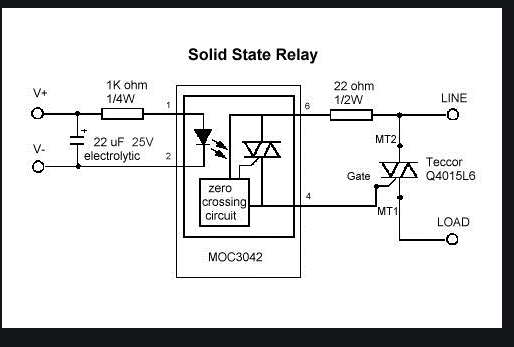 Solid State Relay
V+
1K ohm
1/4W
1
6
22 ohm
1/2W
LINE
+
22 uF 25V
electrolytic
V-
2
MT2
zero
crossing
circuit
4
Gate
Teccor
Q4015L6
MT1
LOAD
MOC3042